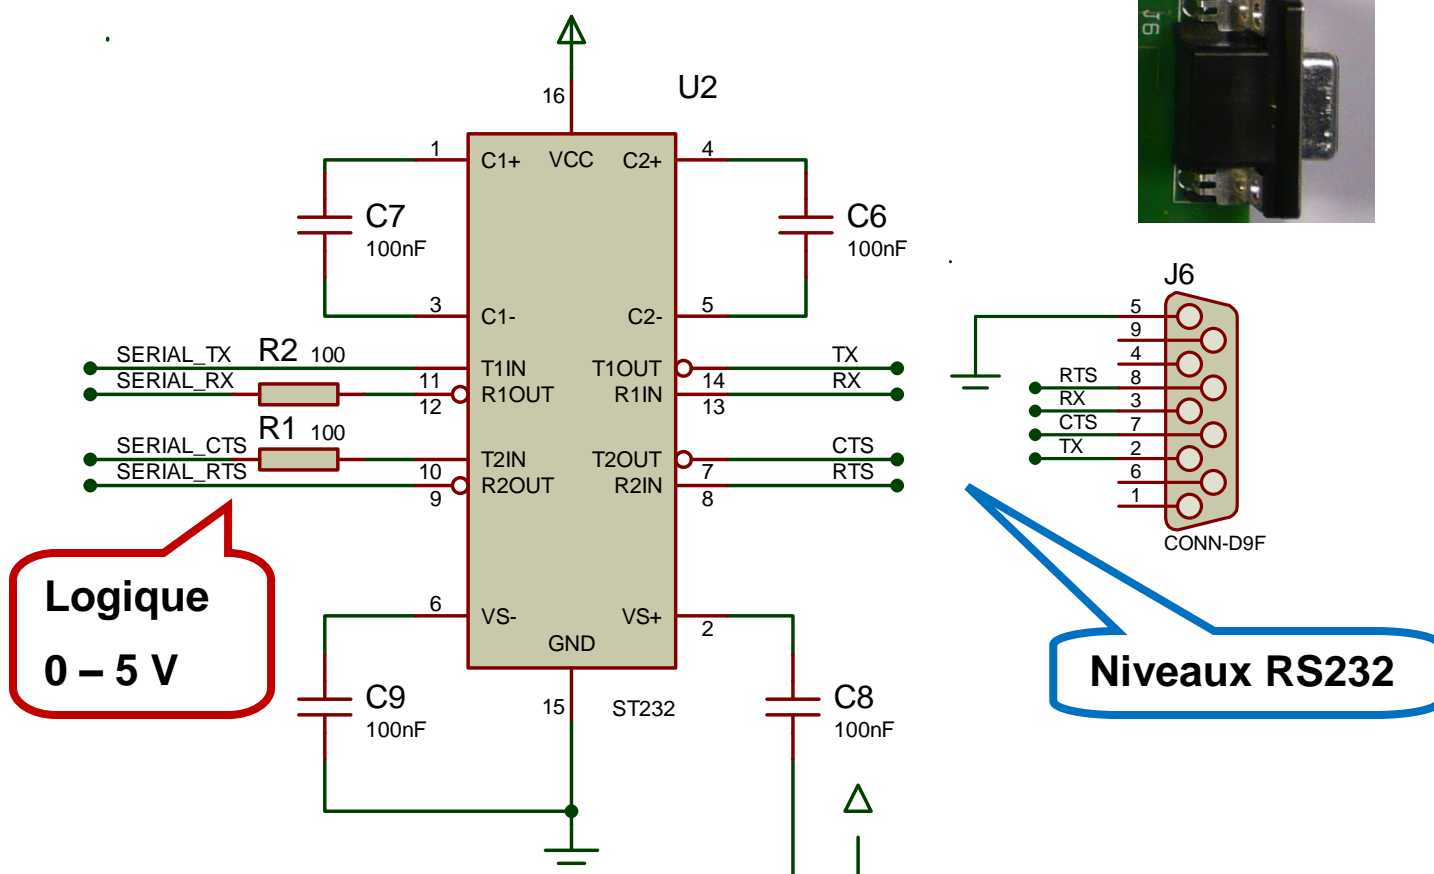 J6
U2
16
1
C1+
VCC
C2+
4
C7
100nF
C6
100nF
J6
3
C1-
C2-
5
5
9
4
8
3
7
2
6
1
RTS
RX
CTS
TX
CONN-D9F
SERIAL_TX
R2 100
T1IN
T1OUT
TX
SERIAL_RX
11
R1OUT
R1IN
14
RX
12
13
R1 100
SERIAL_CTS
T2IN
T2OUT
CTS
SERIAL_RTS
10
R2OUT
R2IN
7
RTS
9
8
Logique
0 – 5 V
6
VS-
VS+
2
GND
Niveaux RS232
C9
100nF
15
ST232
C8
100nF